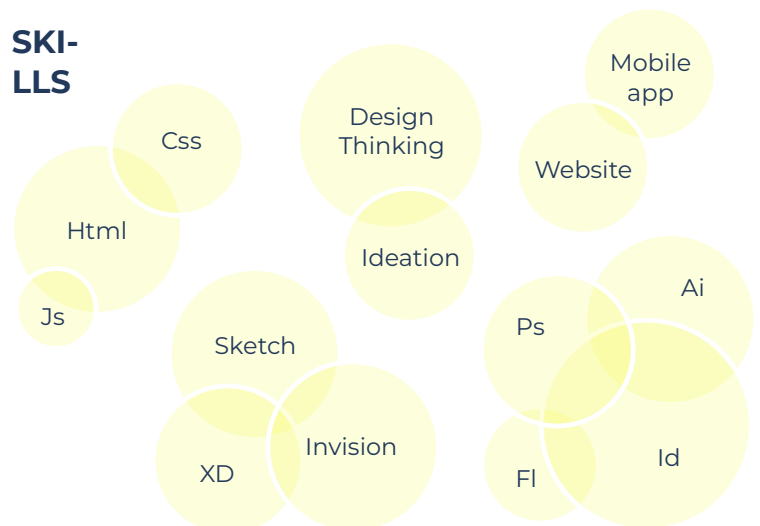 SKI-
LLS
Css
Html
Js
Design
Thinking
Ideation
Mobile
app
Website
Sketch
XD
Invision
Ai
Ps
Id
Fl